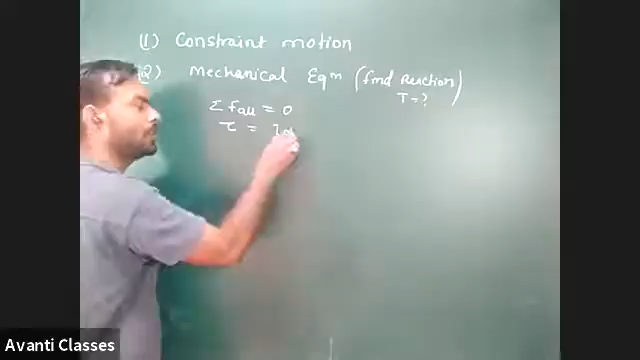 (1) Constraint motion
(2) Mechanical Eqm (find Reaction)
T = ?
Σ Fall = 0
τ = Iα
Avanti Classes